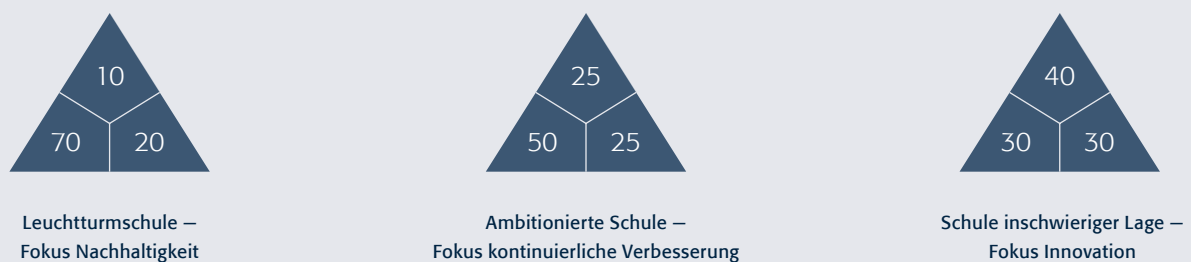 10
70 20
Leuchtturmschule –
Fokus Nachhaltigkeit
25
50 25
Ambitionierte Schule –
Fokus kontinuierliche Verbesserung
40
30 30
Schule inschwieriger Lage –
Fokus Innovation